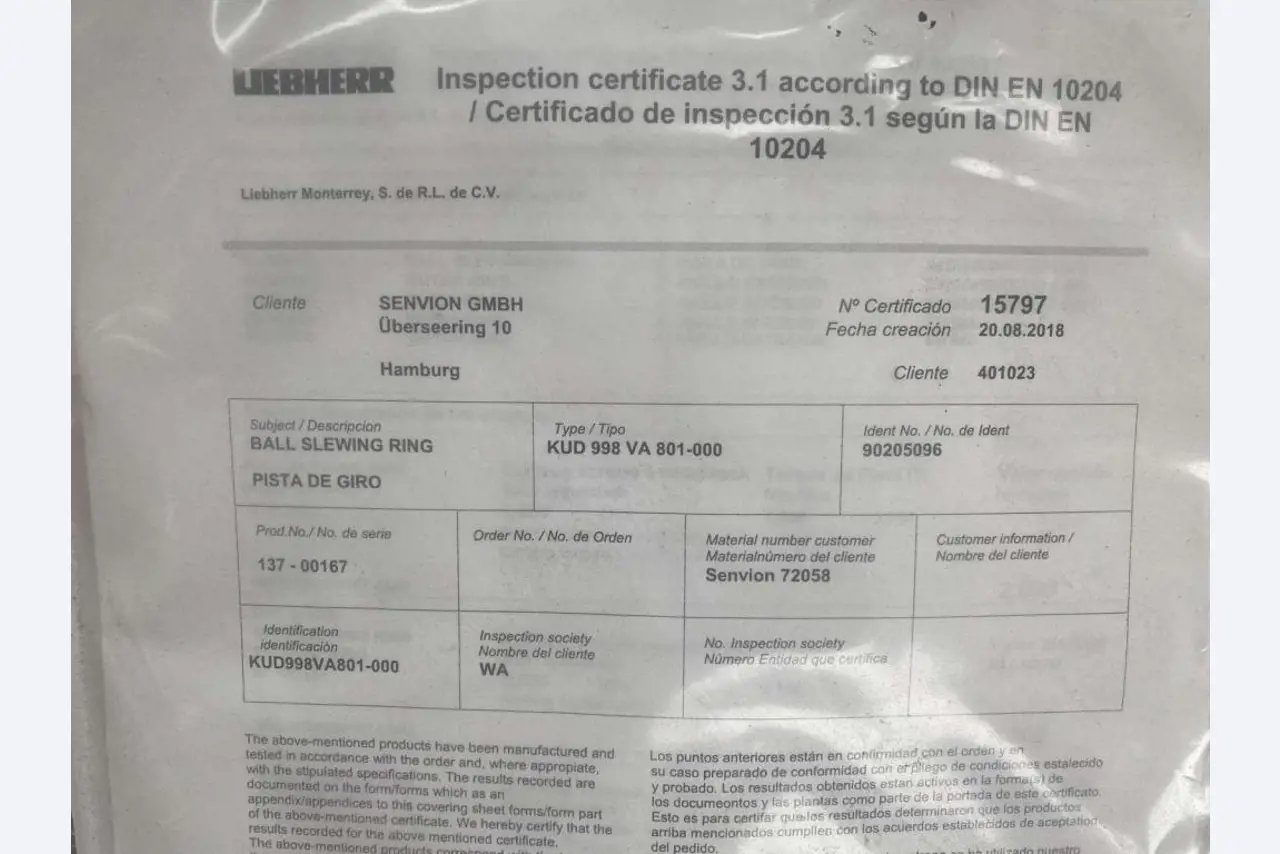 LIEBHERR
Inspection certificate 3.1 according to DIN EN 10204
/ Certificado de inspección 3.1 según la DIN EN
10204
Liebherr Monterrey, S. de R.L. de C.V.
Cliente SENVION GMBH
Überseering 10
Hamburg
Nº Certificado 15797
Fecha creación 20.08.2018
Cliente 401023
Subject / Descripcion
BALL SLEWING RING
PISTA DE GIRO
Type / Tipo
KUD 998 VA 801-000
Ident No. / No. de Ident
90205096
Prod.No./ No. de serie
137 - 00167
Order No. / No. de Orden
Material number customer
Materialnúmero del cliente
Senvion 72058
Customer information /
Nombre del cliente
Identification
identificación
KUD998VA801-000
Inspection society
Nombre del cliente
WA
No. Inspection society
Número Entidad que certifica
The above-mentioned products have been manufactured and
tested in accordance with the order and, where appropiate,
with the stipulated specifications. The results recorded are
documented on the form/forms which as an
appendix/appendices to this covering sheet forms/form part
of the above-mentioned certificate. We hereby certify that the
results recorded for the above mentioned certificate.
The above-mentioned products
Los puntos anteriores están en confirmidad con el orden y en
su caso preparado de conformidad con el pliego de condiciones estalecido
y probado. Los resultados obtenidos estan activos en la forma(s) de
los documeontos y las plantas como parte de la portada de este certificato.
Esto es para certifar que los resultados determinaron que los productos
arriba mencionados cumpllen con los acuerdos establecidos de aceptation
del pedido.